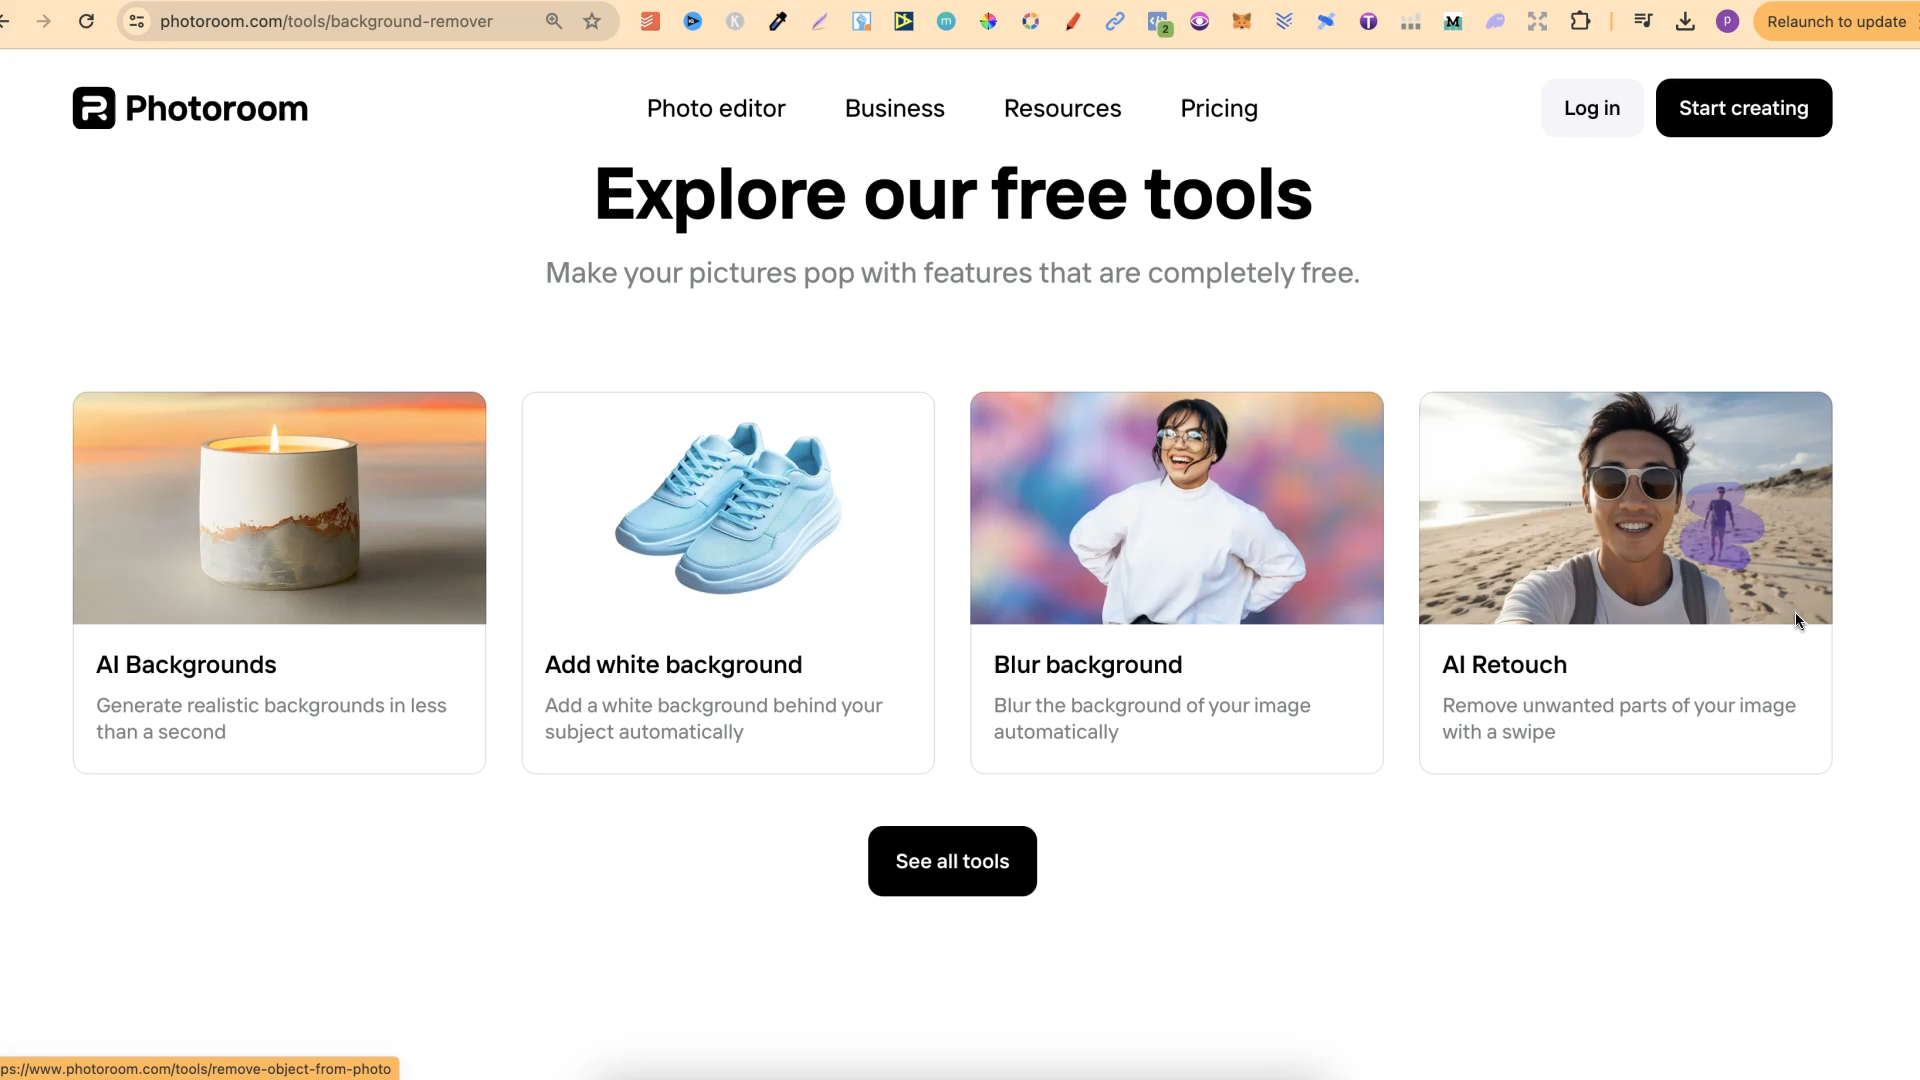 photoroom.com/tools/background-remover
2
P
Relaunch to update
Photoroom
Photo editor
Business
Resources
Pricing
Log in
Start creating
Explore our free tools
Make your pictures pop with features that are completely free.
AI Backgrounds
Generate realistic backgrounds in less
than a second
Add white background
Add a white background behind your
subject automatically
Blur background
Blur the background of your image
automatically
AI Retouch
Remove unwanted parts of your image
with a swipe
See all tools
ps://www.photoroom.com/tools/remove-object-from-photo